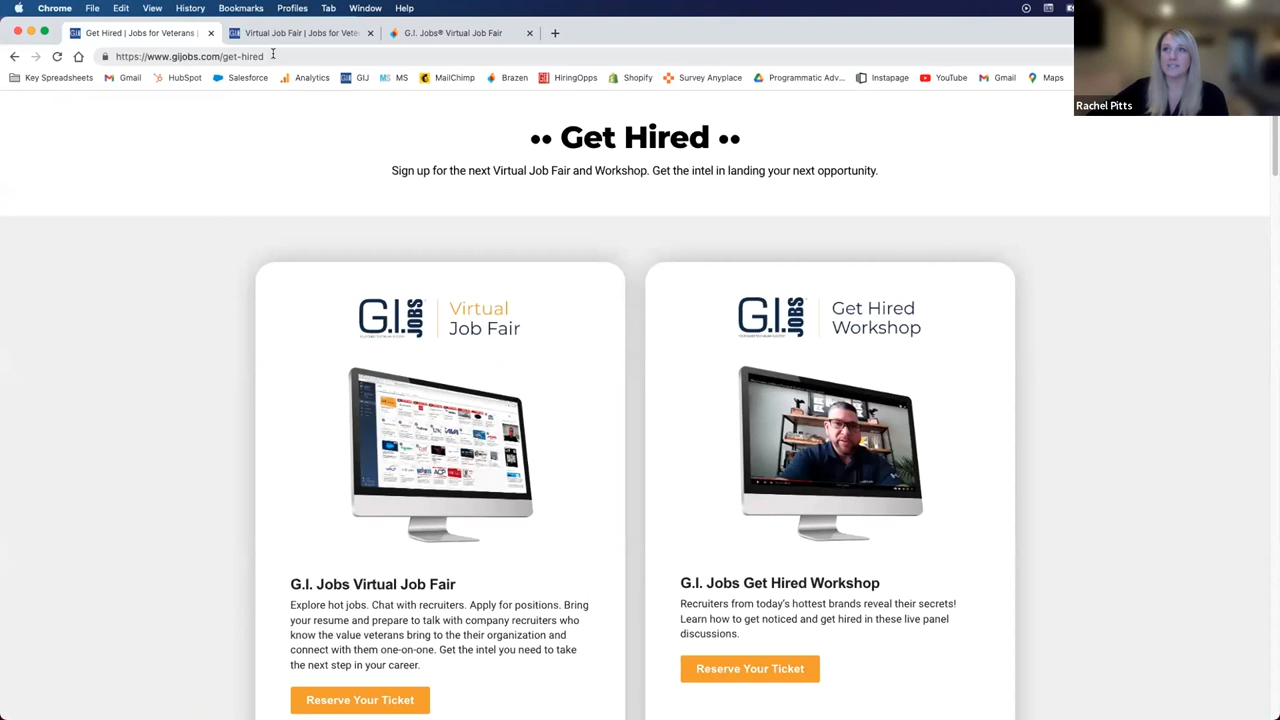 Chrome File Edit View History Bookmarks Profiles Tab Window Help
Get Hired | Jobs for Veterans |
Virtual Job Fair | Jobs for Vete
G.I. Jobs® Virtual Job Fair
https://www.gijobs.com/get-hired
Key Spreadsheets Gmail HubSpot Analytics GIJ MS MailChimp Brazen HiringOpps Shopify Survey Anyplace Programmatic Adv... Instapage YouTube Gmail Maps
Rachel Pitts
•• Get Hired ••
Sign up for the next Virtual Job Fair and Workshop. Get the intel in landing your next opportunity.
G.I. JOBS Virtual
Job Fair
G.I. JOBS Get Hired
Workshop
G.I. Jobs Virtual Job Fair
Explore hot jobs. Chat with recruiters. Apply for positions. Bring
your resume and prepare to talk with company recruiters who
know the value veterans bring to the their organization and
connect with them one-on-one. Get the intel you need to take
the next step in your career.
Reserve Your Ticket
G.I. Jobs Get Hired Workshop
Recruiters from today's hottest brands reveal their secrets!
Learn how to get noticed and get hired in these live panel
discussions.
Reserve Your Ticket